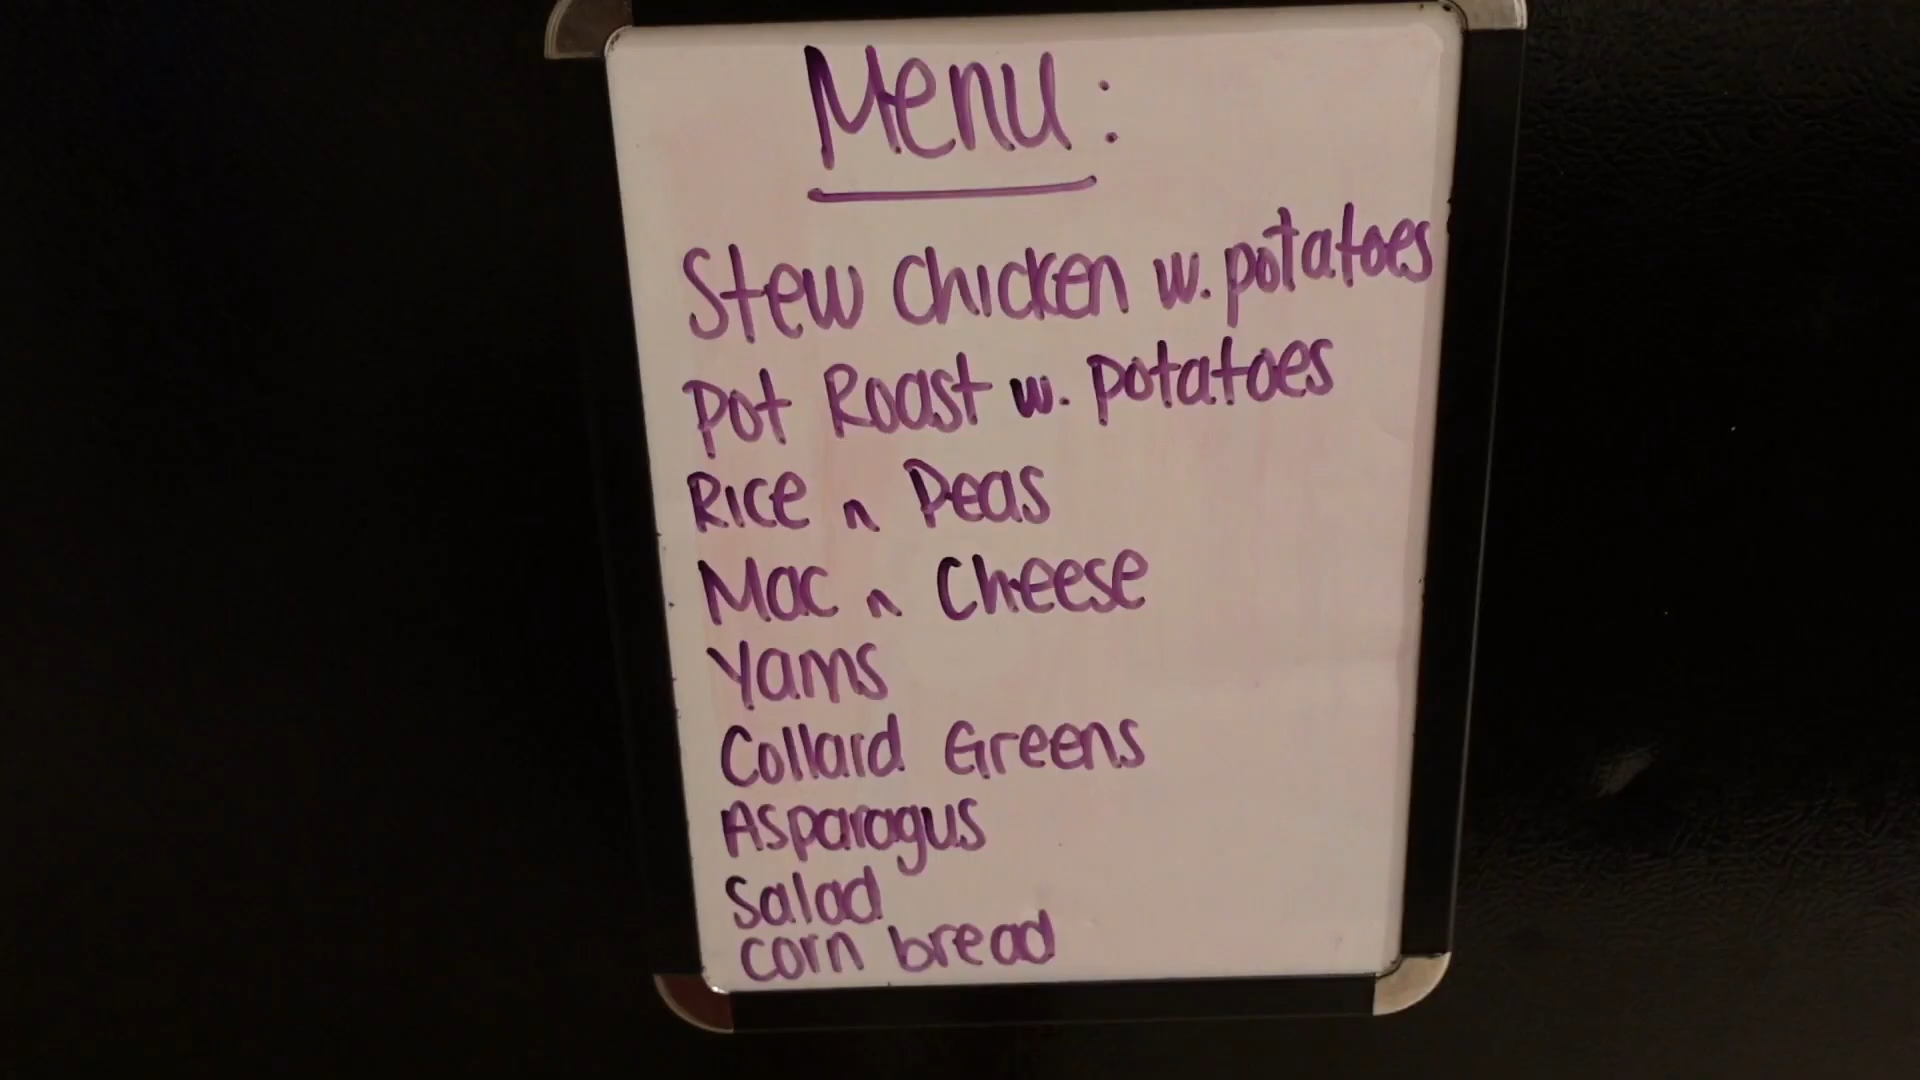 Menu:
Stew Chicken w. potatoes
Pot Roast w. potatoes
Rice n Peas
Mac n Cheese
Yams
Collard Greens
Asparagus
Salad
corn bread